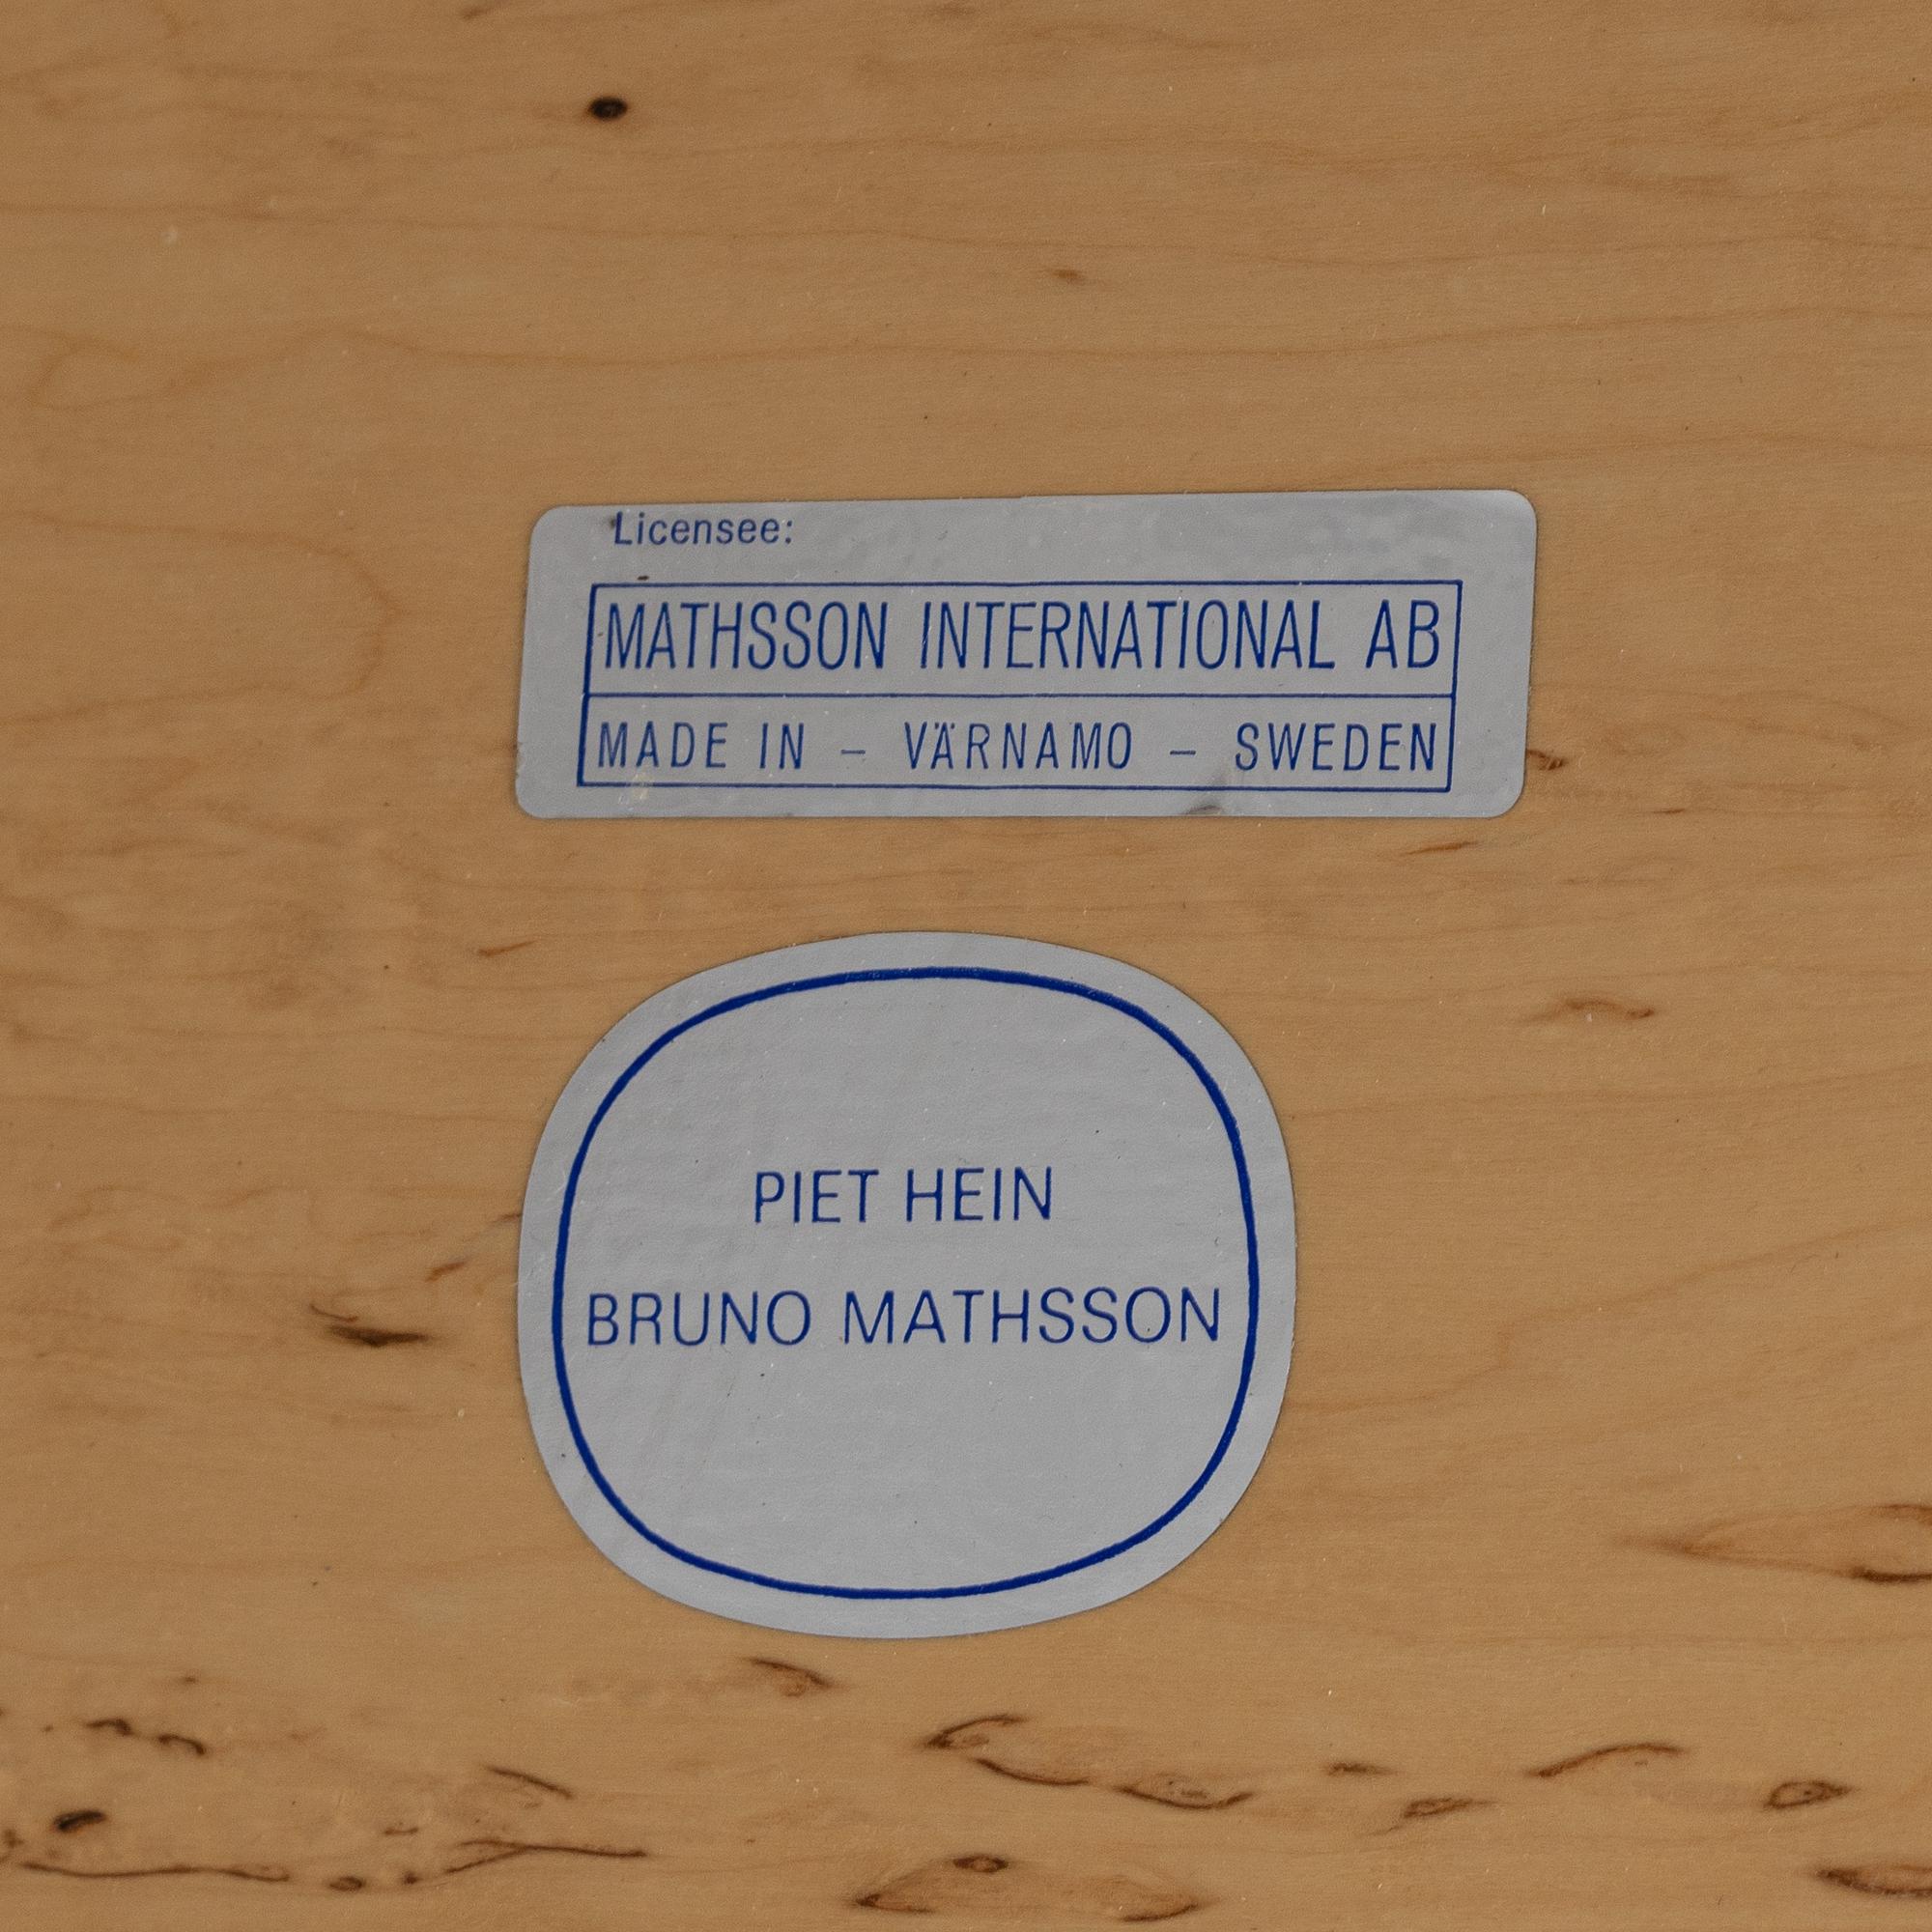 Licensee:
MATHSSON INTERNATIONAL AB
MADE IN – VÄRNAMO – SWEDEN
PIET HEIN
BRUNO MATHSSON